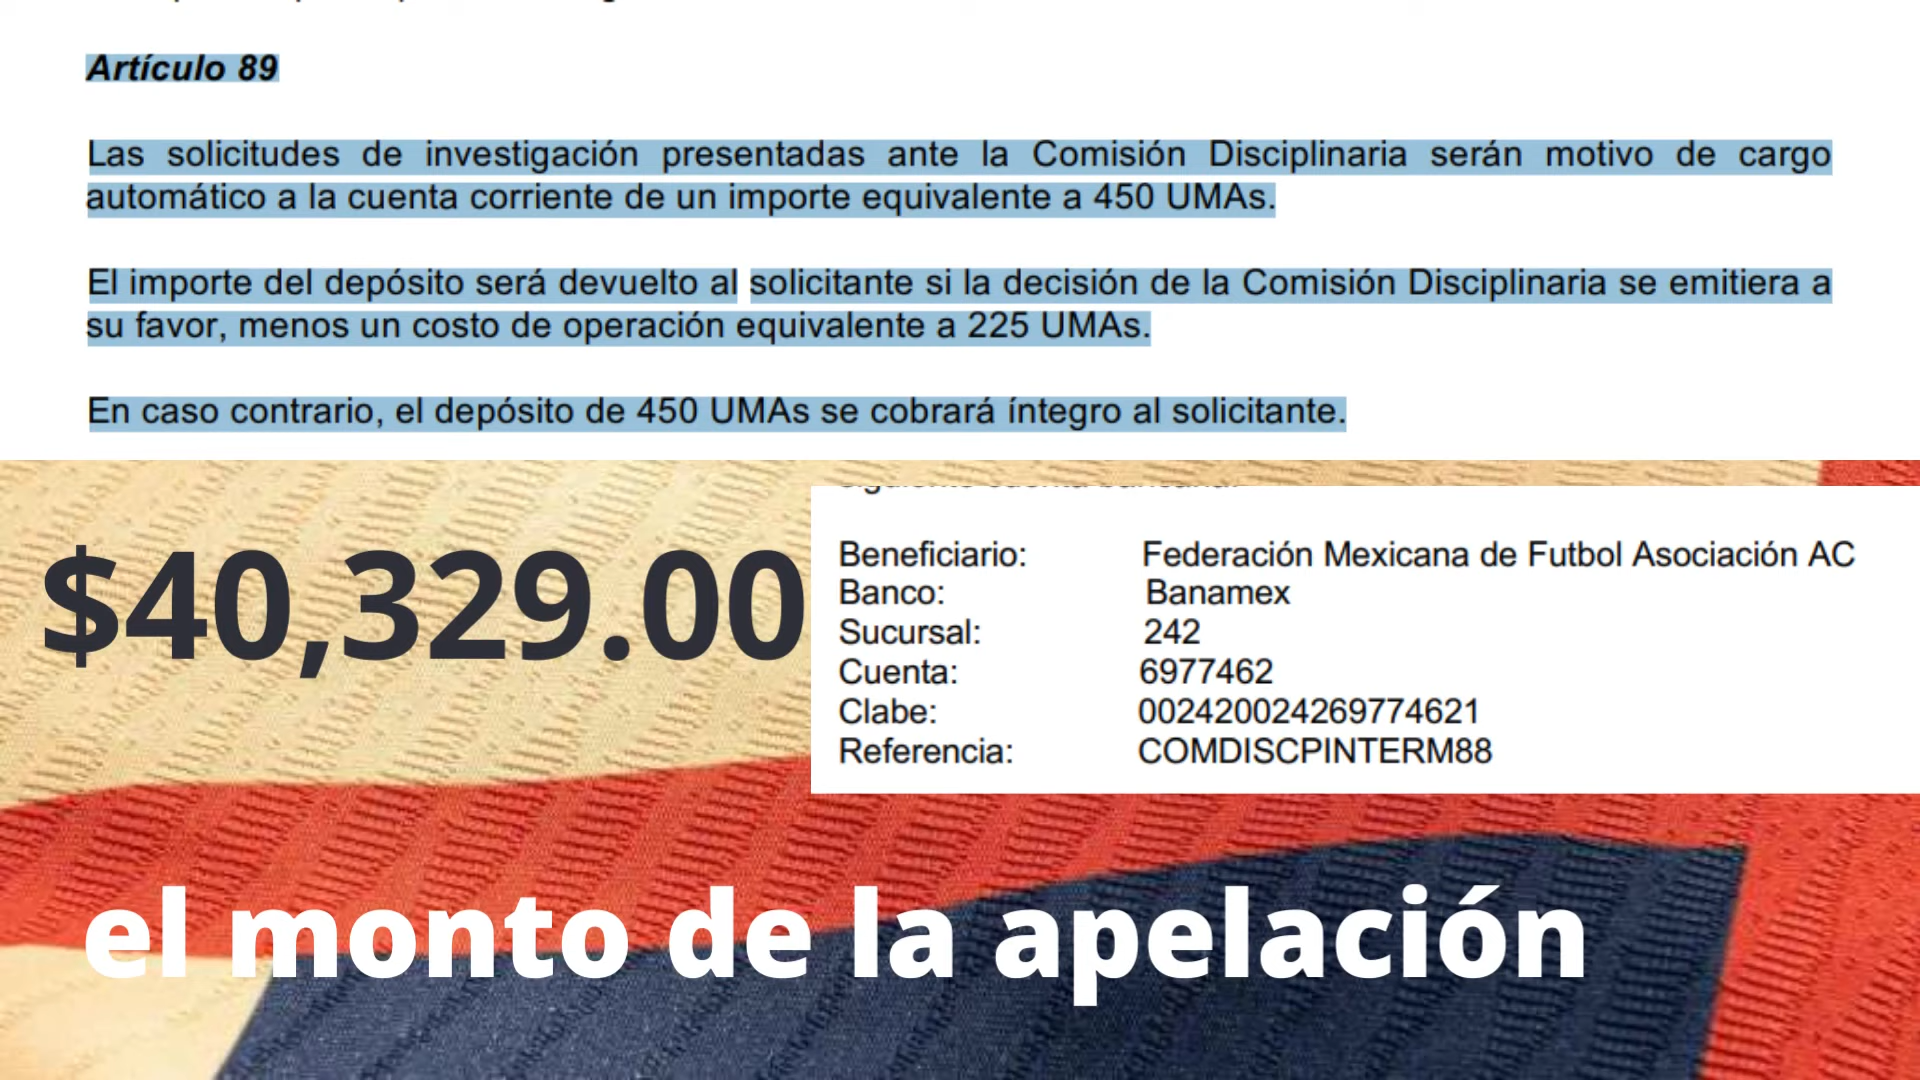 Artículo 89
Las solicitudes de investigación presentadas ante la Comisión Disciplinaria serán motivo de cargo
automático a la cuenta corriente de un importe equivalente a 450 UMAs.
El importe del depósito será devuelto al solicitante si la decisión de la Comisión Disciplinaria se emitiera a
su favor, menos un costo de operación equivalente a 225 UMAs.
En caso contrario, el depósito de 450 UMAs se cobrará íntegro al solicitante.
$40,329.00
Beneficiario: Federación Mexicana de Futbol Asociación AC
Banco: Banamex
Sucursal: 242
Cuenta: 6977462
Clabe: 002420024269774621
Referencia: COMDISCPINTERM88
el monto de la apelación